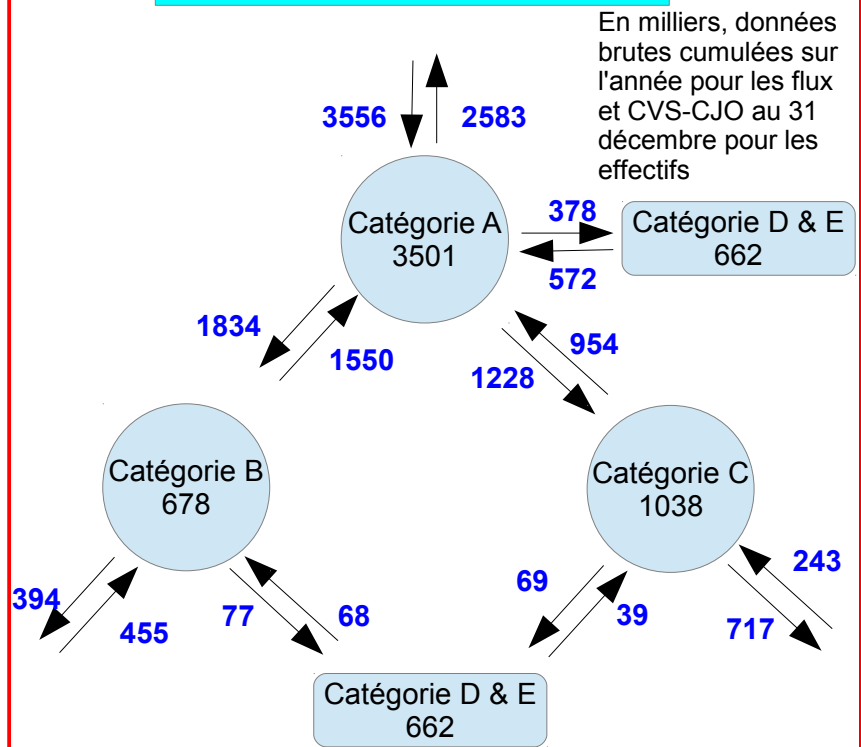 En milliers, données
brutes cumulées sur
l'année pour les flux
et CVS-CJO au 31
décembre pour les
effectifs
3556
2583
Catégorie A
3501
378
572
Catégorie D & E
662
1834
1550
954
1228
Catégorie B
678
Catégorie C
1038
394
455
77
68
69
39
243
717
Catégorie D & E
662